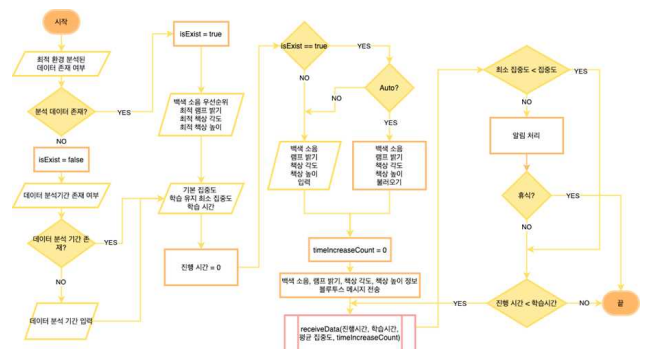 시작
최적 환경 분석된
데이터 존재 여부
분석 데이터 존재?
YES
NO
isExist = false
데이터 분석기간 존재 여부
데이터 분석 기간 존
재?
YES
NO
데이터 분석 기간 입력
isExist = true
백색 소음 우선순위
최적 램프 밝기
최적 책상 각도
최적 책상 높이
기본 집중도
학습 유지 최소 집중도
학습 시간
진행 시간 = 0
isExist == true
YES
NO
Auto?
NO
YES
백색 소음
램프 밝기
책상 각도
책상 높이
입력
백색 소음
램프 밝기
책상 각도
책상 높이
불러오기
timeIncreaseCount = 0
백색 소음, 램프 밝기, 책상 각도, 책상 높이 정보
블루투스 메시지 전송
receiveData(진행시간, 학습시간,
평균 집중도, timeIncreaseCount)
최소 집중도 < 집중도
YES
NO
알림 처리
휴식?
YES
NO
진행 시간 < 학습시간
YES
NO
끝